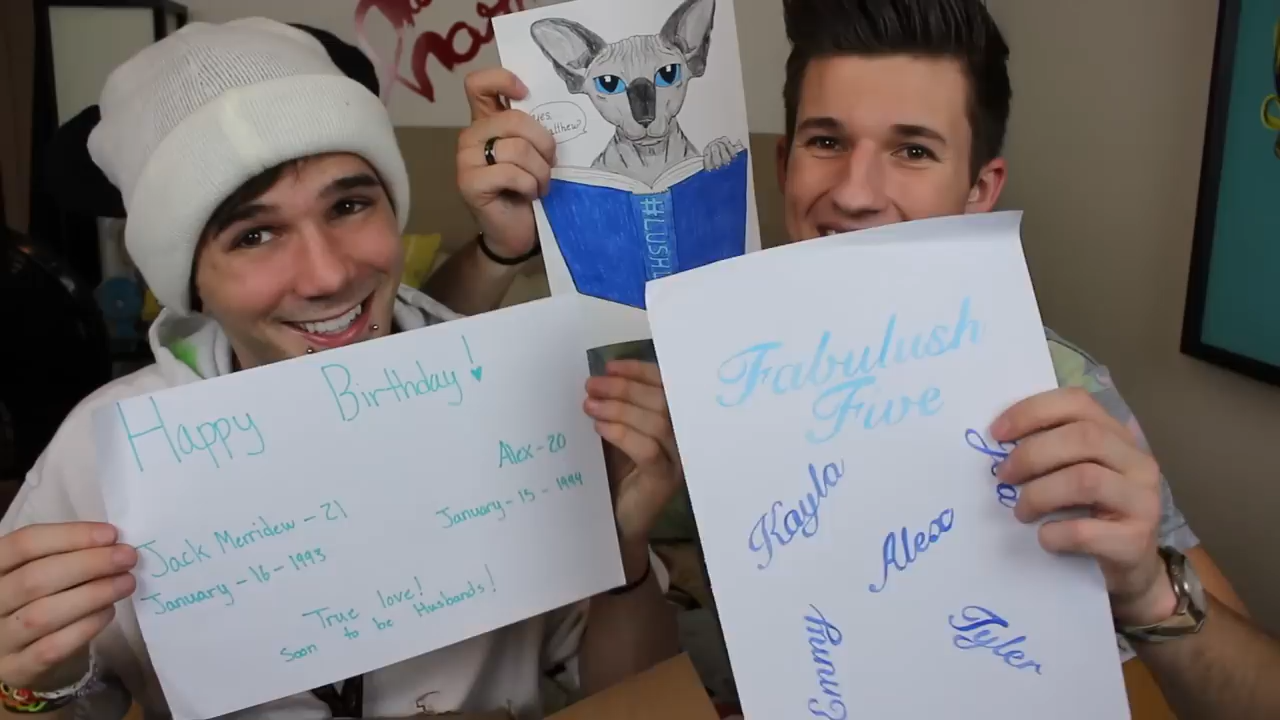 Happy Birthday!
Alex - 20
January - 15 - 1994
Jack Merridew - 21
January - 16 - 1993
True love!
Soon to be Husbands!
yes,
#LUSHL
Fabulush
Five
Kayla
Alex
Tyler